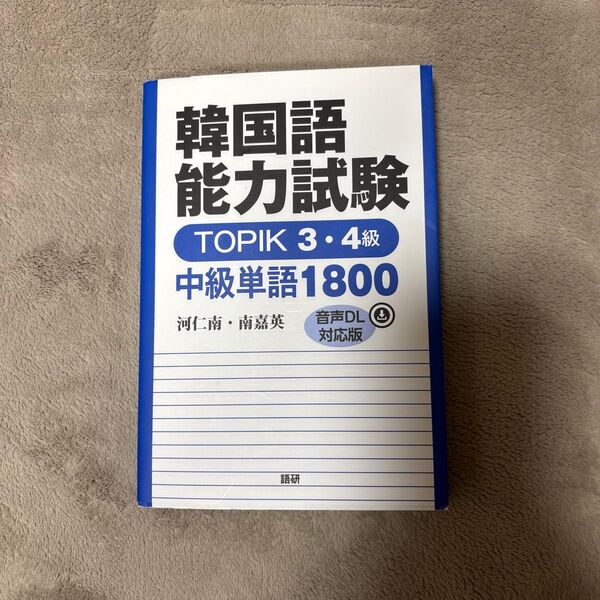 韓国語
能力試験
TOPIK 3・4級
中級単語1800
河仁南・南嘉英
音声DL
対応版
語研